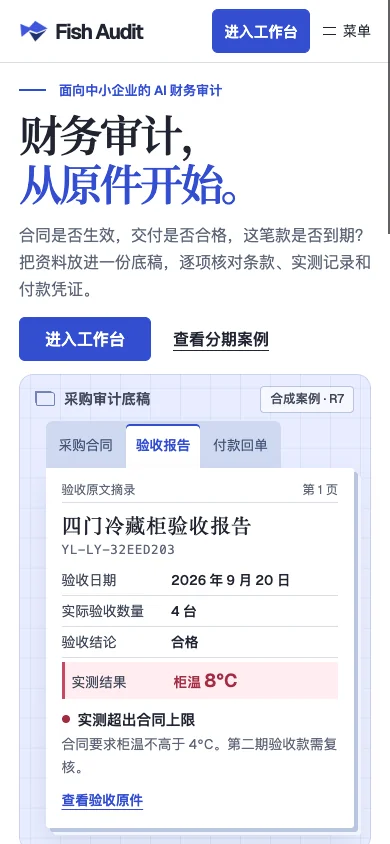 Fish Audit
进入工作台
菜单
面向中小企业的 AI 财务审计
财务审计，
从原件开始。
合同是否生效，交付是否合格，这笔款是否到期？
把资料放进一份底稿，逐项核对条款、实测记录和
付款凭证。
进入工作台
查看分期案例
采购审计底稿
合成案例 · R7
采购合同
验收报告
付款回单
验收原文摘录
第 1 页
四门冷藏柜验收报告
YL-LY-32EED203
验收日期
2026 年 9 月 20 日
实际验收数量
4 台
验收结论
合格
实测结果
柜温 8°C
实测超出合同上限
合同要求柜温不高于 4°C。第二期验收款需复
核。
查看验收原件